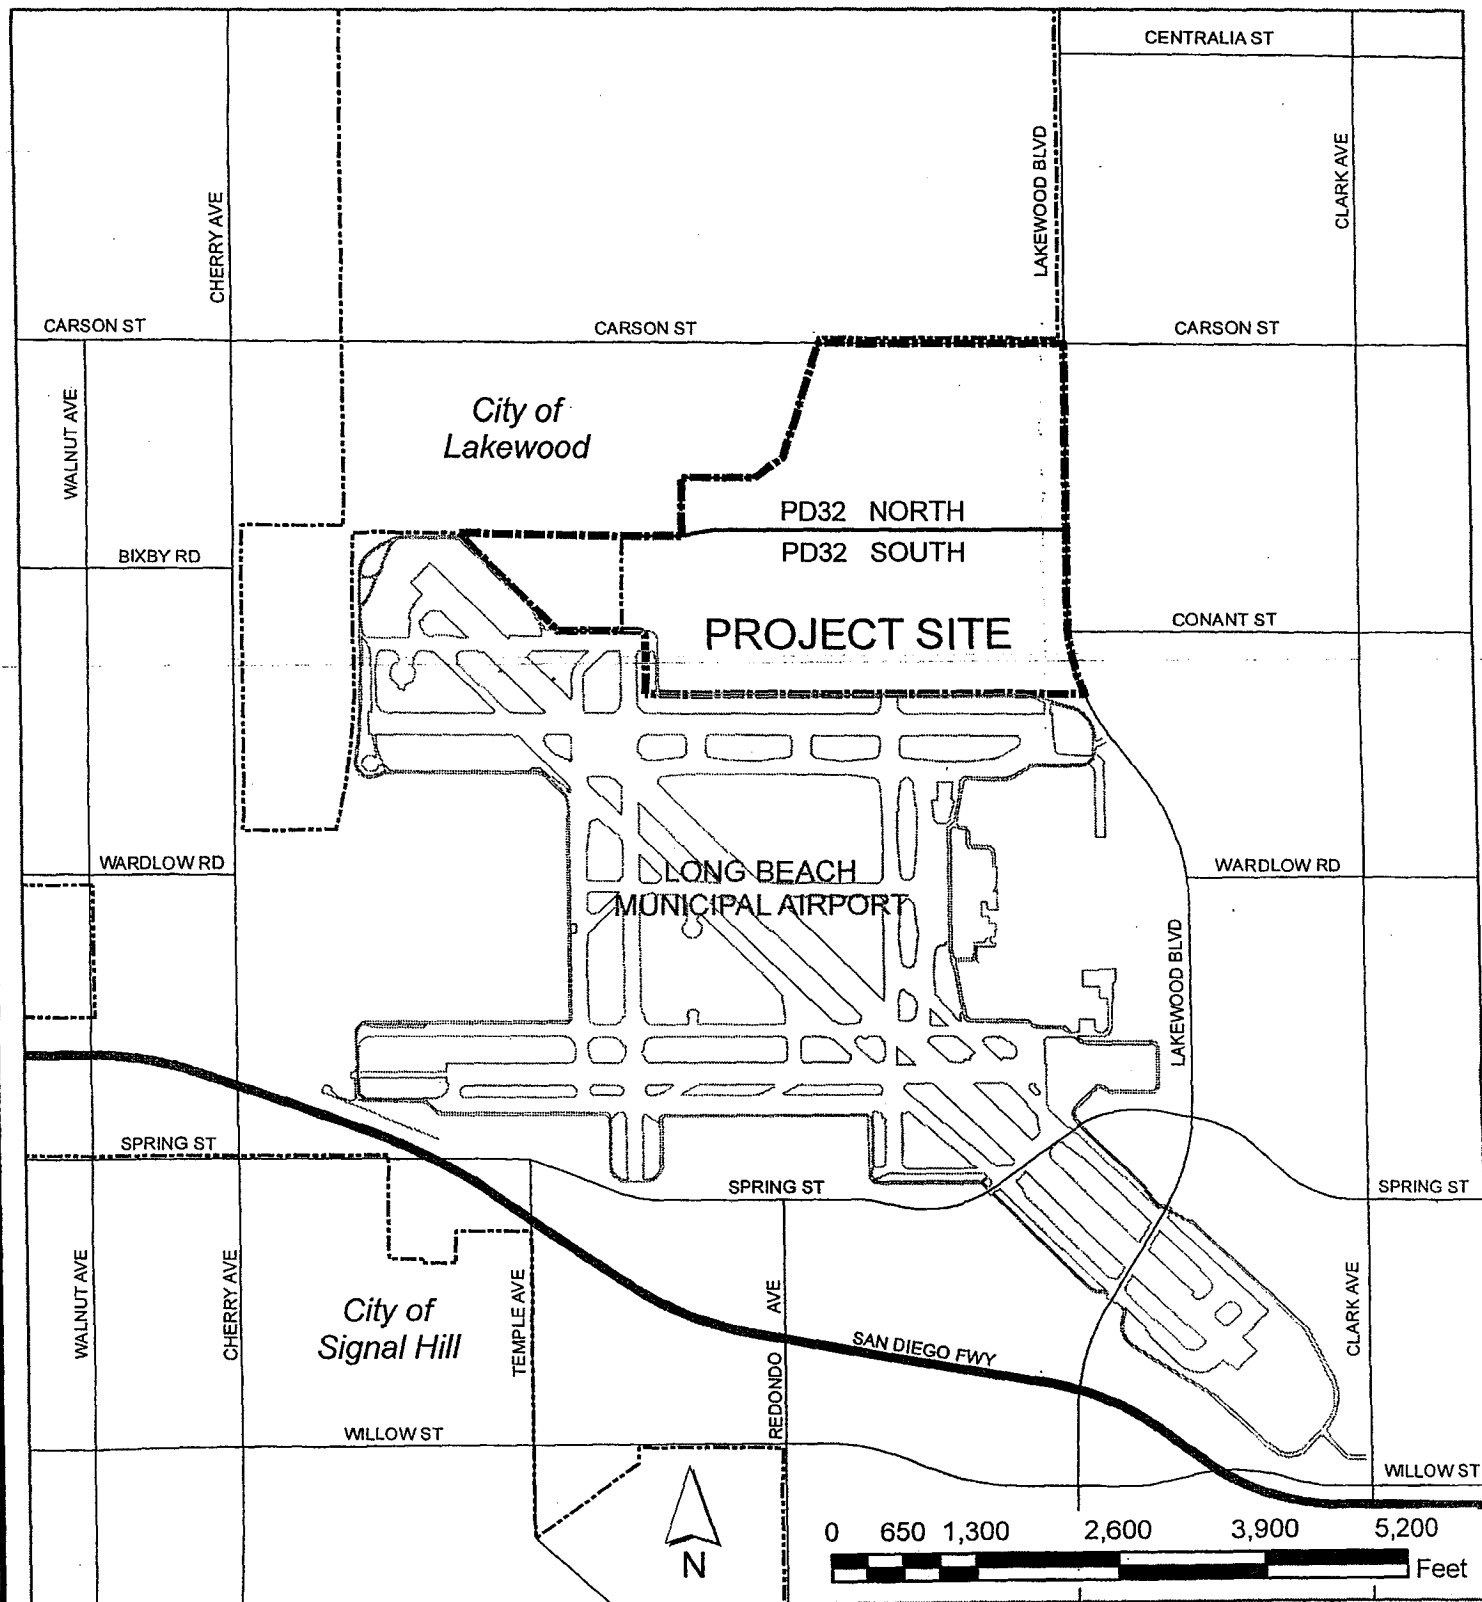 CENTRALIA ST
LAKEWOOD BLVD
CLARK AVE
CHERRY AVE
CARSON ST
CARSON ST
CARSON ST
WALNUT AVE
City of
Lakewood
PD32 NORTH
PD32 SOUTH
BIXBY RD
PROJECT SITE
CONANT ST
WARDLOW RD
LONG BEACH
MUNICIPAL AIRPORT
WARDLOW RD
LAKEWOOD BLVD
SPRING ST
SPRING ST
SPRING ST
WALNUT AVE
CHERRY AVE
City of
Signal Hill
TEMPLE AVE
REDONDO AVE
SAN DIEGO FWY
CLARK AVE
WILLOW ST
WILLOW ST
N
0 650 1,300 2,600 3,900 5,200
Feet